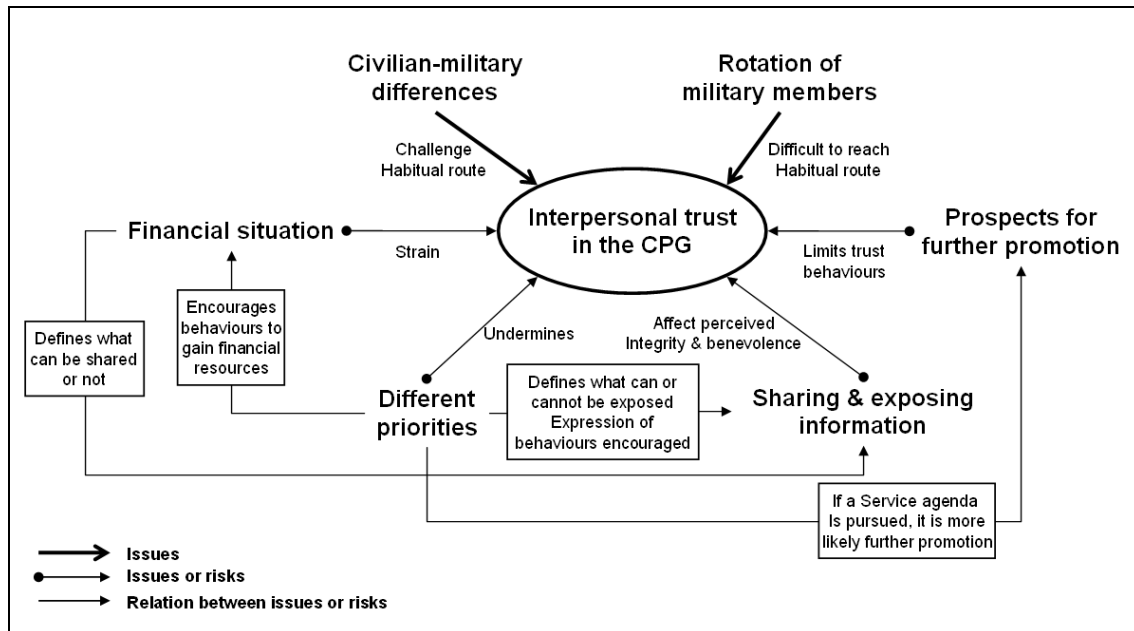 Civilian-military
differences
Rotation of
military members
Challenge
Habitual route
Difficult to reach
Habitual route
Interpersonal trust
in the CPG
Financial situation
Strain
Prospects for
further promotion
Limits trust
behaviours
Encourages
behaviours to
gain financial
resources
Defines what
can be shared
or not
Undermines
Affect perceived
Integrity & benevolence
Different
priorities
Defines what can or
cannot be exposed
Expression of
behaviours encouraged
Sharing & exposing
information
If a Service agenda
Is pursued, it is more
likely further promotion
Issues
Issues or risks
Relation between issues or risks